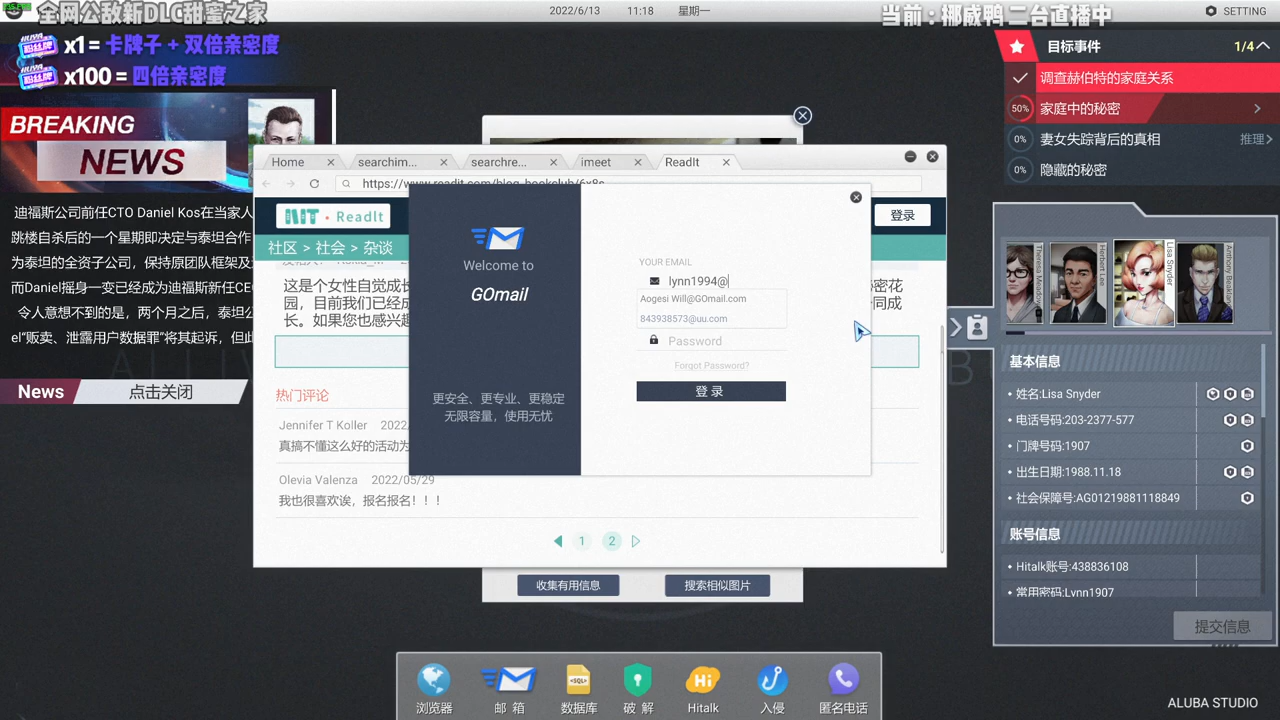 全网公敌新DLC甜蜜之家
2022/6/13
11:18
星期一
当前:挪威鸭 二台直播中
SETTING
粉丝牌 x1= 卡牌子 + 双倍亲密度
粉丝牌 x100 = 四倍亲密度
BREAKING
NEWS
迪福斯公司前任CTO Daniel Kos在当家人
跳楼自杀后的一个星期即决定与泰坦合作
为泰坦的全资子公司，保持原团队框架及
而Daniel摇身一变已经成为迪福斯新任CE
令人意想不到的是，两个月之后，泰坦公
el“贩卖、泄露用户数据罪”将其起诉，但此
News
点击关闭
Home
searchim...
searchre...
imeet
ReadIt
https://www.readit.com/blog_bookclub/6x8s
ReadIt
登录
社区 > 社会 > 杂谈
这是个女性自觉成长
密花
园，目前我们已经成
同成
长。如果您也感兴趣
热门评论
Jennifer T Koller 2022/
真搞不懂这么好的活动为
Olevia Valenza 2022/05/29
我也很喜欢诶，报名报名！！！
1
2
Welcome to
GOmail
更安全、更专业、更稳定
无限容量，使用无忧
YOUR EMAIL
lynn1994@
Aogesi Will@GOmail.com
843938573@uu.com
Password
Forgot Password?
登 录
收集有用信息
搜索相似图片
目标事件
1/4
调查赫伯特的家庭关系
50%
家庭中的秘密
0%
妻女失踪背后的真相
推理
0%
隐藏的秘密
Theresa Meadow
Herbert Lee
Lisa Snyder
基本信息
姓名:Lisa Snyder
电话号码:203-2377-577
门牌号码:1907
出生日期:1988.11.18
社会保障号:AG01219881118849
账号信息
Hitalk账号:438836108
常用密码:Lynn1907
提交信息
浏览器
邮 箱
<SQL>
数据库
破 解
Hi
Hitalk
入侵
匿名电话
ALUBA STUDIO